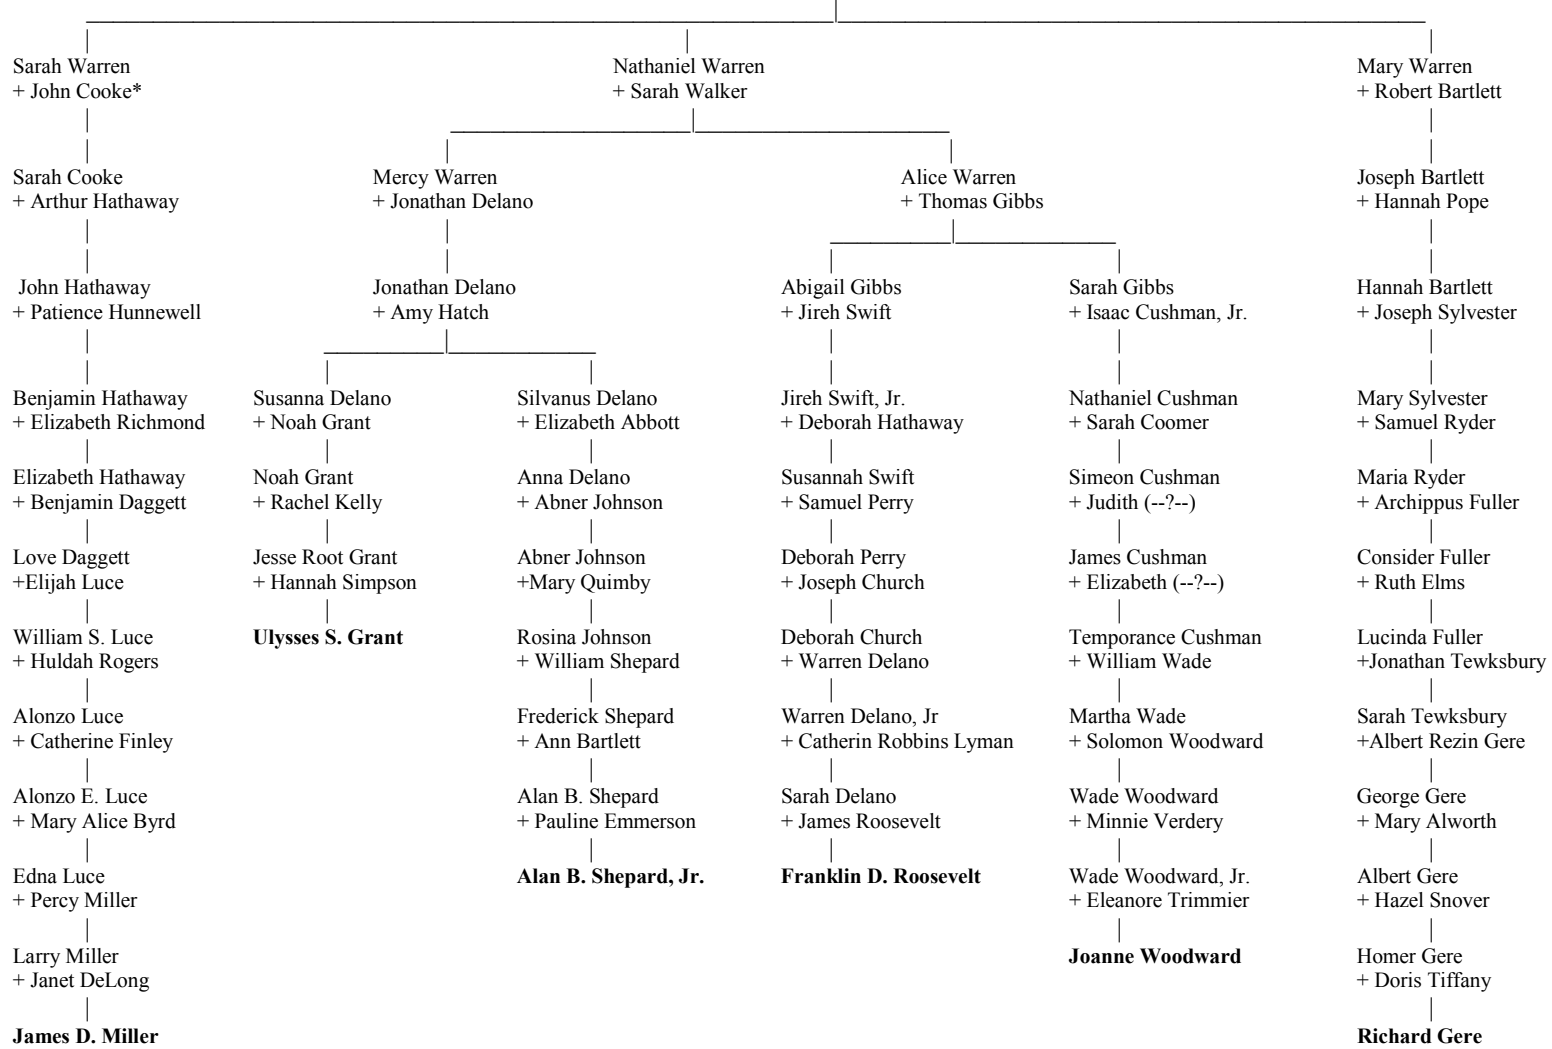 Sarah Warren
+ John Cooke*
Nathaniel Warren
+ Sarah Walker
Mary Warren
+ Robert Bartlett
Sarah Cooke
+ Arthur Hathaway
Mercy Warren
+ Jonathan Delano
Alice Warren
+ Thomas Gibbs
Joseph Bartlett
+ Hannah Pope
John Hathaway
+ Patience Hunnewell
Jonathan Delano
+ Amy Hatch
Abigail Gibbs
+ Jireh Swift
Sarah Gibbs
+ Isaac Cushman, Jr.
Hannah Bartlett
+ Joseph Sylvester
Benjamin Hathaway
+ Elizabeth Richmond
Susanna Delano
+ Noah Grant
Silvanus Delano
+ Elizabeth Abbott
Jireh Swift, Jr.
+ Deborah Hathaway
Nathaniel Cushman
+ Sarah Coomer
Mary Sylvester
+ Samuel Ryder
Elizabeth Hathaway
+ Benjamin Daggett
Noah Grant
+ Rachel Kelly
Anna Delano
+ Abner Johnson
Susannah Swift
+ Samuel Perry
Simeon Cushman
+ Judith (--?--)
Maria Ryder
+ Archippus Fuller
Love Daggett
+Elijah Luce
Jesse Root Grant
+ Hannah Simpson
Abner Johnson
+Mary Quimby
Deborah Perry
+ Joseph Church
James Cushman
+ Elizabeth (--?--)
Consider Fuller
+ Ruth Elms
William S. Luce
+ Huldah Rogers
Ulysses S. Grant
Rosina Johnson
+ William Shepard
Deborah Church
+ Warren Delano
Temporance Cushman
+ William Wade
Lucinda Fuller
+Jonathan Tewksbury
Alonzo Luce
+ Catherine Finley
Frederick Shepard
+ Ann Bartlett
Warren Delano, Jr
+ Catherin Robbins Lyman
Martha Wade
+ Solomon Woodward
Sarah Tewksbury
+Albert Rezin Gere
Alonzo E. Luce
+ Mary Alice Byrd
Alan B. Shepard
+ Pauline Emmerson
Sarah Delano
+ James Roosevelt
Wade Woodward
+ Minnie Verdery
George Gere
+ Mary Alworth
Edna Luce
+ Percy Miller
Alan B. Shepard, Jr.
Franklin D. Roosevelt
Wade Woodward, Jr.
+ Eleanore Trimmier
Albert Gere
+ Hazel Snover
Larry Miller
+ Janet DeLong
Joanne Woodward
Homer Gere
+ Doris Tiffany
James D. Miller
Richard Gere